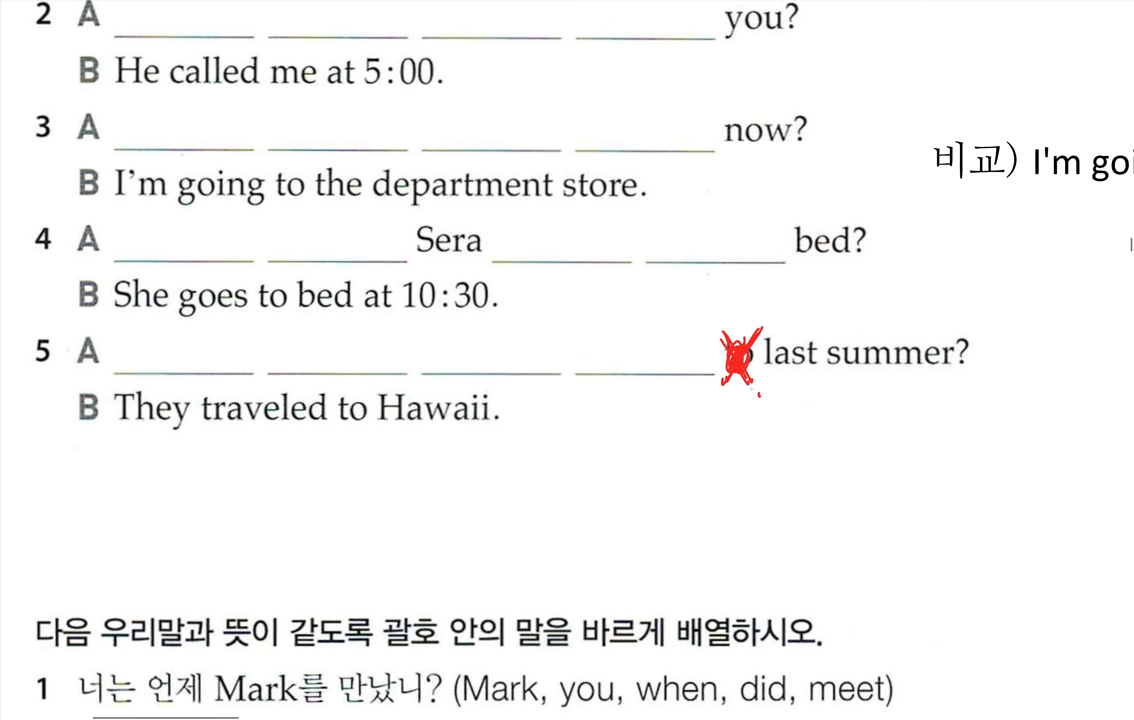 2 A ________ ________ ________ ________ you?
B He called me at 5:00.
3 A ________ ________ ________ ________ now?
비교) I'm goi
B I'm going to the department store.
4 A ________ ________ Sera ________ ________ bed?
B She goes to bed at 10:30.
5 A ________ ________ ________ ________ last summer?
B They traveled to Hawaii.
다음 우리말과 뜻이 같도록 괄호 안의 말을 바르게 배열하시오.
1 너는 언제 Mark를 만났니? (Mark, you, when, did, meet)